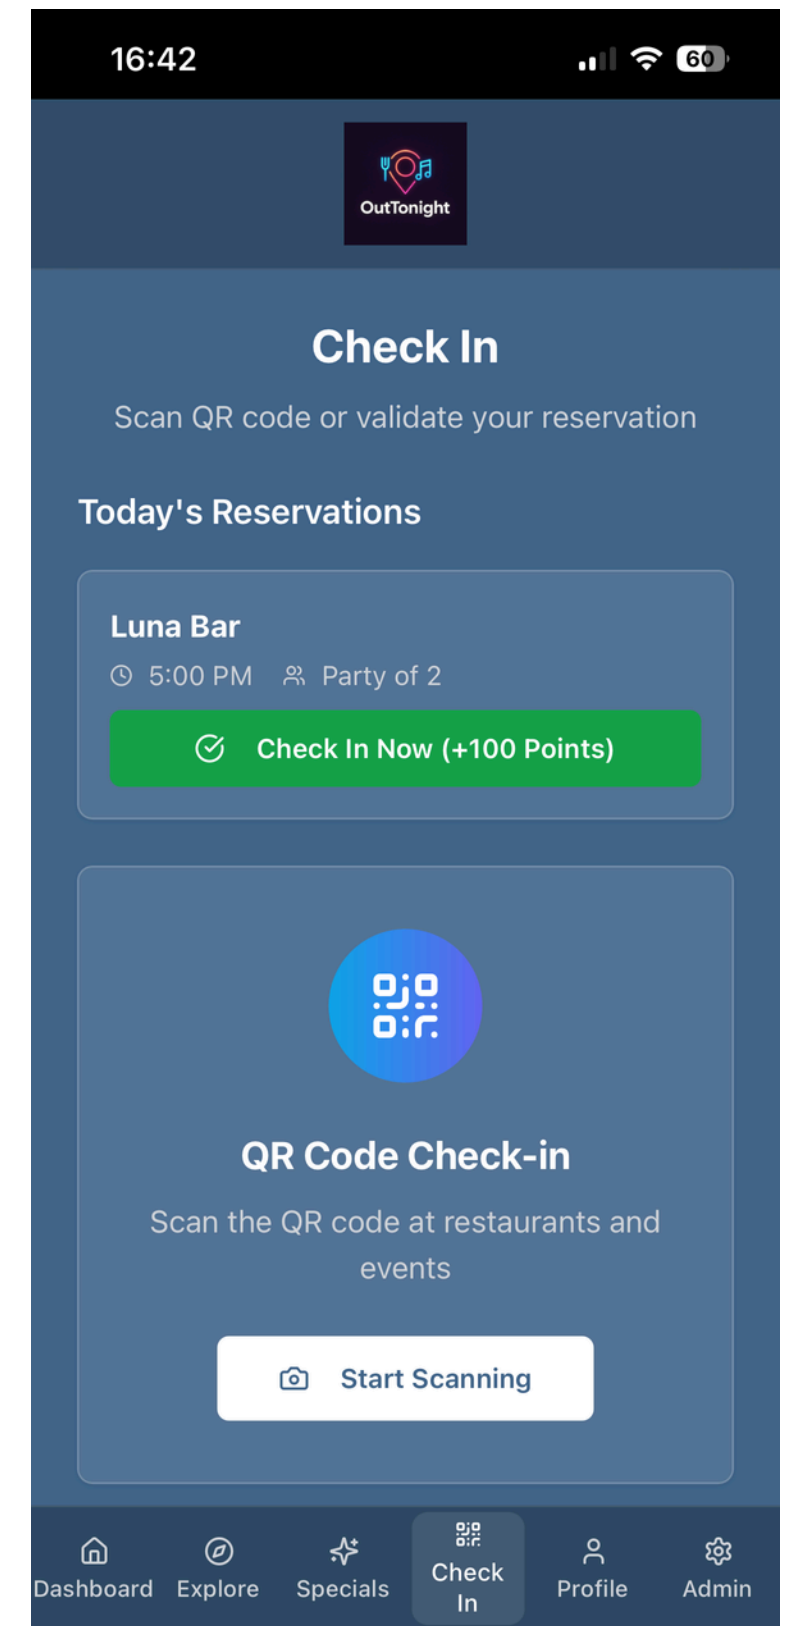 16:42
60
OutTonight
Check In
Scan QR code or validate your reservation
Today's Reservations
Luna Bar
5:00 PM Party of 2
Check In Now (+100 Points)
QR Code Check-in
Scan the QR code at restaurants and
events
Start Scanning
Dashboard
Explore
Specials
Check
In
Profile
Admin